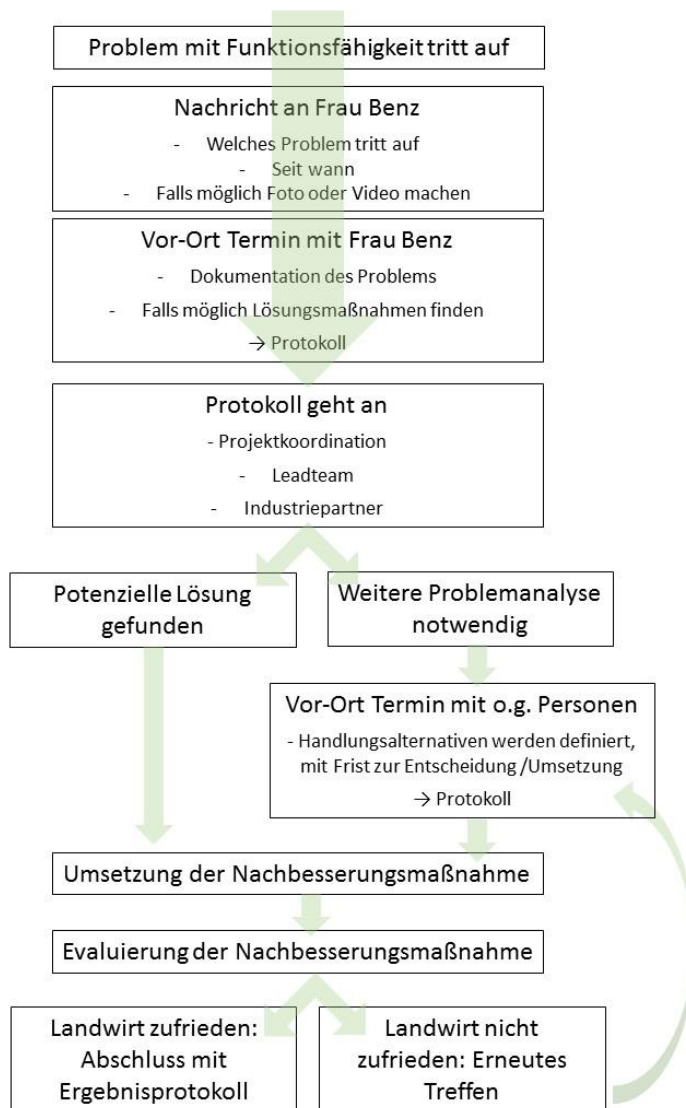 Problem mit Funktionsfähigkeit tritt auf
Nachricht an Frau Benz
- Welches Problem tritt auf
- Seit wann
- Falls möglich Foto oder Video machen
Vor-Ort Termin mit Frau Benz
- Dokumentation des Problems
- Falls möglich Lösungsmaßnahmen finden
→ Protokoll
Protokoll geht an
- Projektkoordination
- Leadteam
- Industriepartner
Potenzielle Lösung
gefunden
Weitere Problemanalyse
notwendig
Vor-Ort Termin mit o.g. Personen
- Handlungsalternativen werden definiert,
mit Frist zur Entscheidung /Umsetzung
→ Protokoll
Umsetzung der Nachbesserungsmaßnahme
Evaluierung der Nachbesserungsmaßnahme
Landwirt zufrieden:
Abschluss mit
Ergebnisprotokoll
Landwirt nicht
zufrieden: Erneutes
Treffen